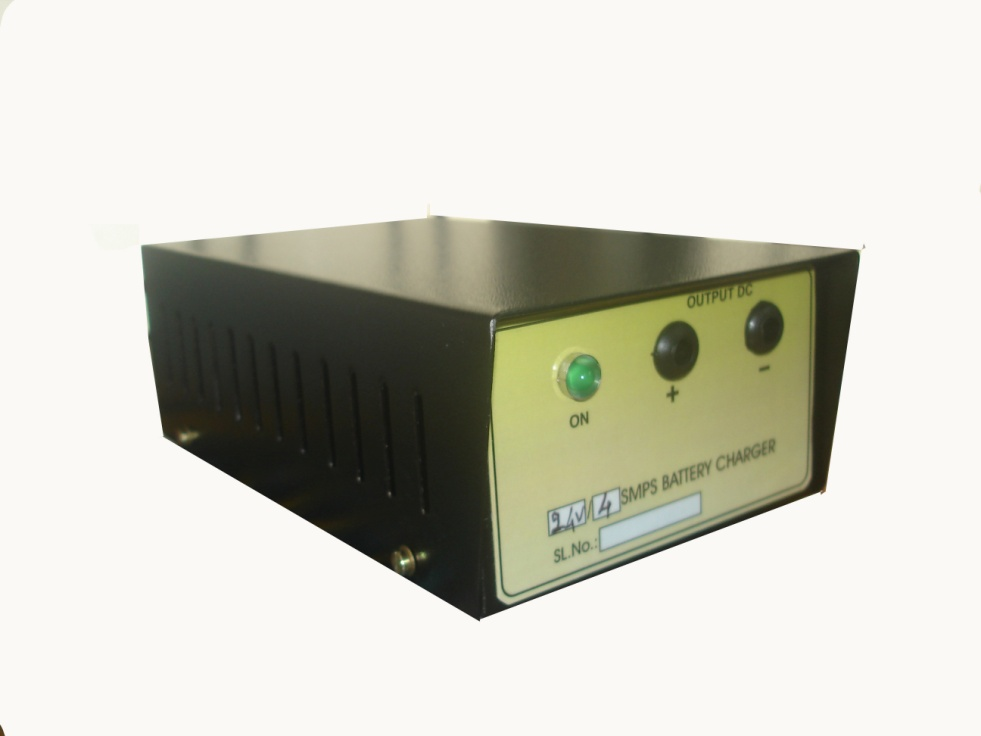 OUTPUT DC
+ −
ON
24V/4 SMPS BATTERY CHARGER
SL.No.: